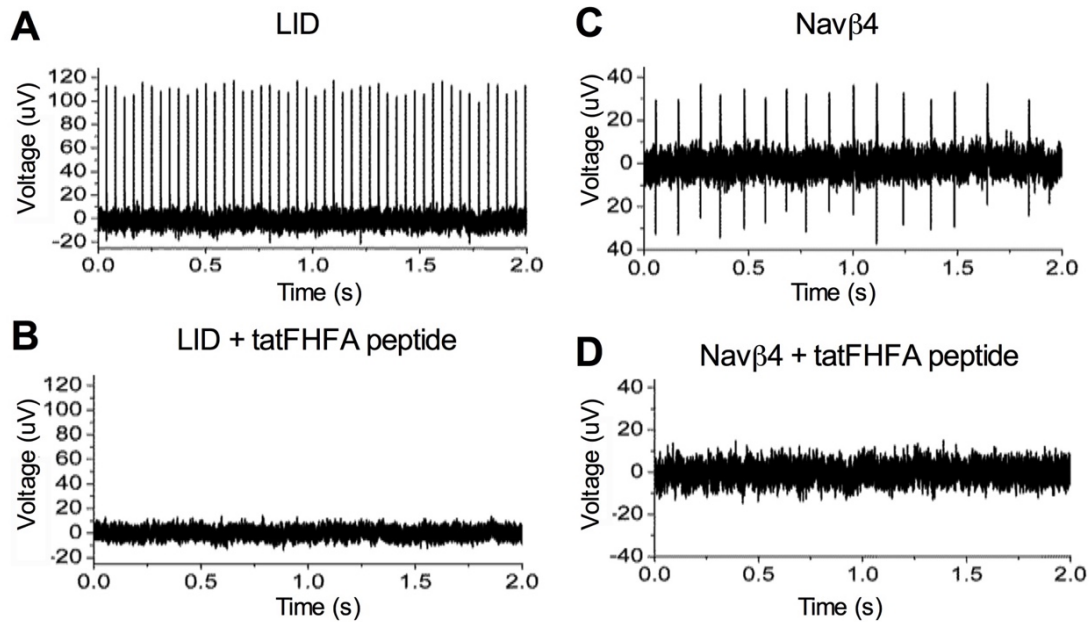 A
LID
Voltage (uV)
120
100
80
60
40
20
0
-20
0.0 0.5 1.0 1.5 2.0
Time (s)
B
LID + tatFHFA peptide
Voltage (uV)
120
100
80
60
40
20
0
-20
0.0 0.5 1.0 1.5 2.0
Time (s)
C
Navβ4
Voltage (uV)
40
20
0
20
40
0.0 0.5 1.0 1.5 2.0
Time (s)
D
Navβ4 + tatFHFA peptide
Voltage (uV)
40
20
0
-20
-40
0.0 0.5 1.0 1.5 2.0
Time (s)